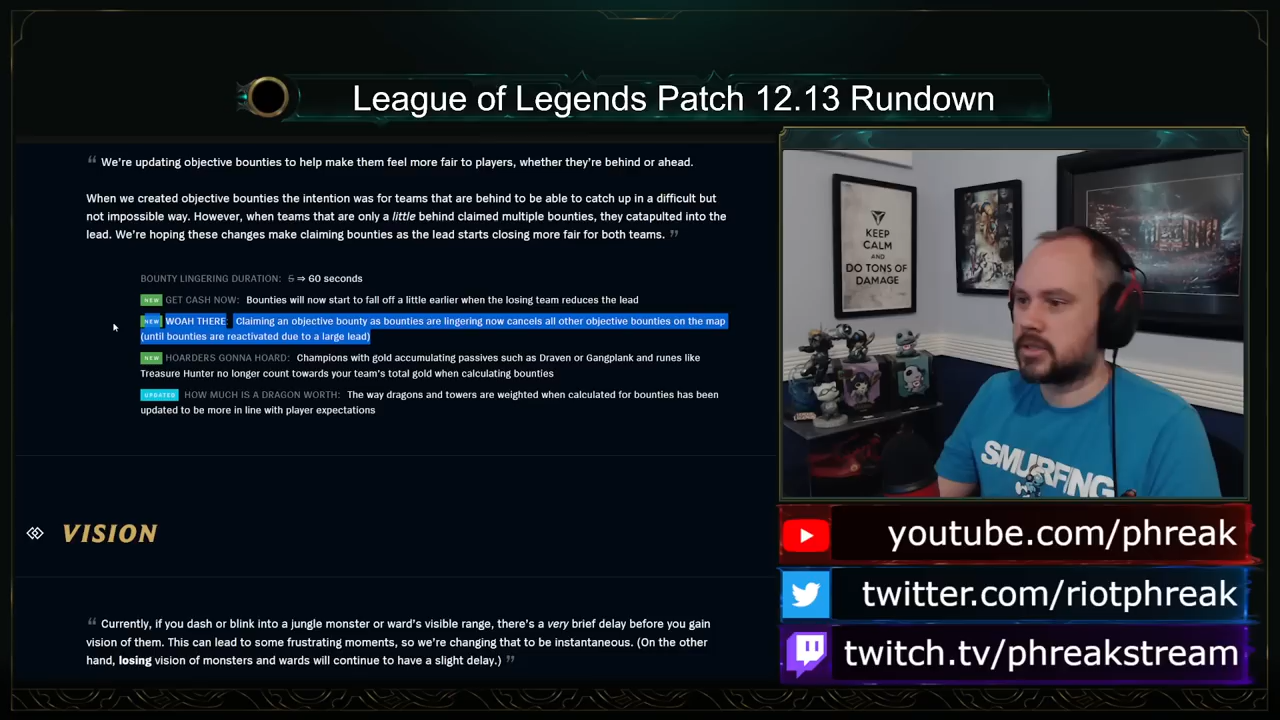 League of Legends Patch 12.13 Rundown
“ We're updating objective bounties to help make them feel more fair to players, whether they're behind or ahead.
When we created objective bounties the intention was for teams that are behind to be able to catch up in a difficult but
not impossible way. However, when teams that are only a little behind claimed multiple bounties, they catapulted into the
lead. We're hoping these changes make claiming bounties as the lead starts closing more fair for both teams. ”
BOUNTY LINGERING DURATION: 5 ⇒ 60 seconds
NEW GET CASH NOW: Bounties will now start to fall off a little earlier when the losing team reduces the lead
NEW WOAH THERE: Claiming an objective bounty as bounties are lingering now cancels all other objective bounties on the map
(until bounties are reactivated due to a large lead)
NEW HOARDERS GONNA HOARD: Champions with gold accumulating passives such as Draven or Gangplank and runes like
Treasure Hunter no longer count towards your team's total gold when calculating bounties
UPDATED HOW MUCH IS A DRAGON WORTH: The way dragons and towers are weighted when calculated for bounties has been
updated to be more in line with player expectations
VISION
“ Currently, if you dash or blink into a jungle monster or ward's visible range, there's a very brief delay before you gain
vision of them. This can lead to some frustrating moments, so we're changing that to be instantaneous. (On the other
hand, losing vision of monsters and wards will continue to have a slight delay.) ”
KEEP
CALM
AND
DO TONS OF
DAMAGE
SMURFING
youtube.com/phreak
twitter.com/riotphreak
twitch.tv/phreakstream